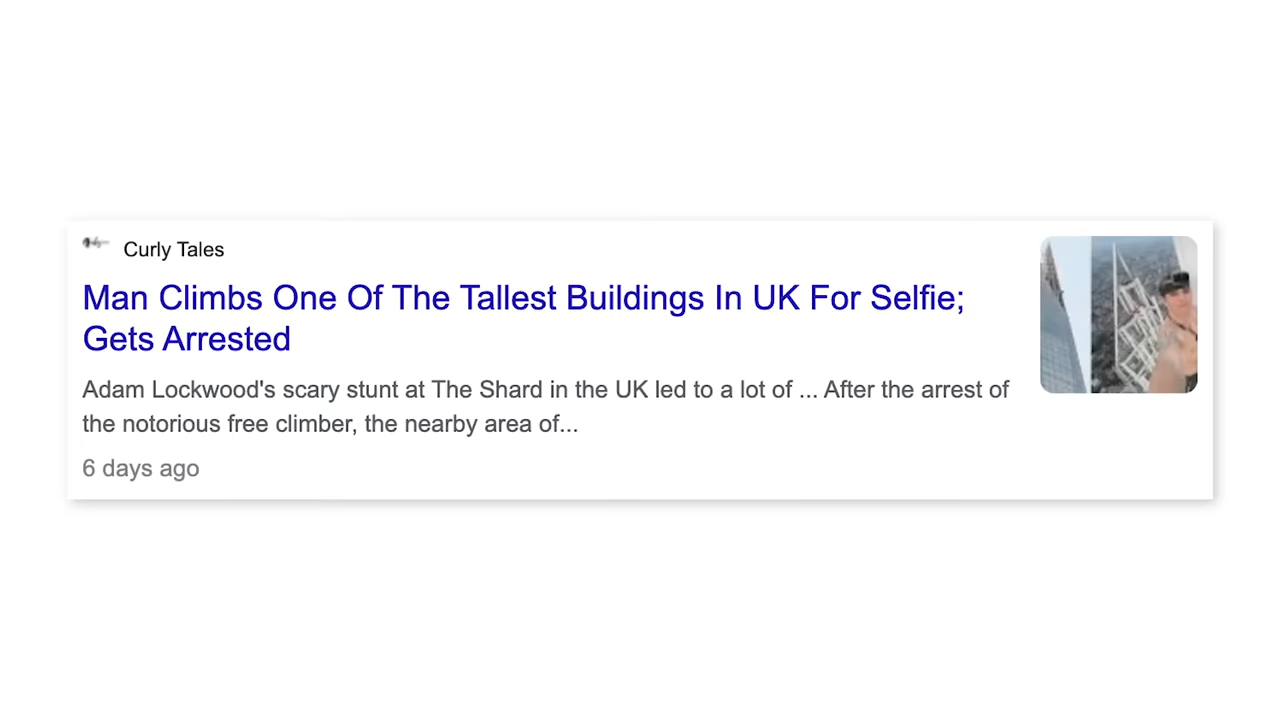 Curly Tales
Man Climbs One Of The Tallest Buildings In UK For Selfie;
Gets Arrested
Adam Lockwood's scary stunt at The Shard in the UK led to a lot of ... After the arrest of
the notorious free climber, the nearby area of...
6 days ago